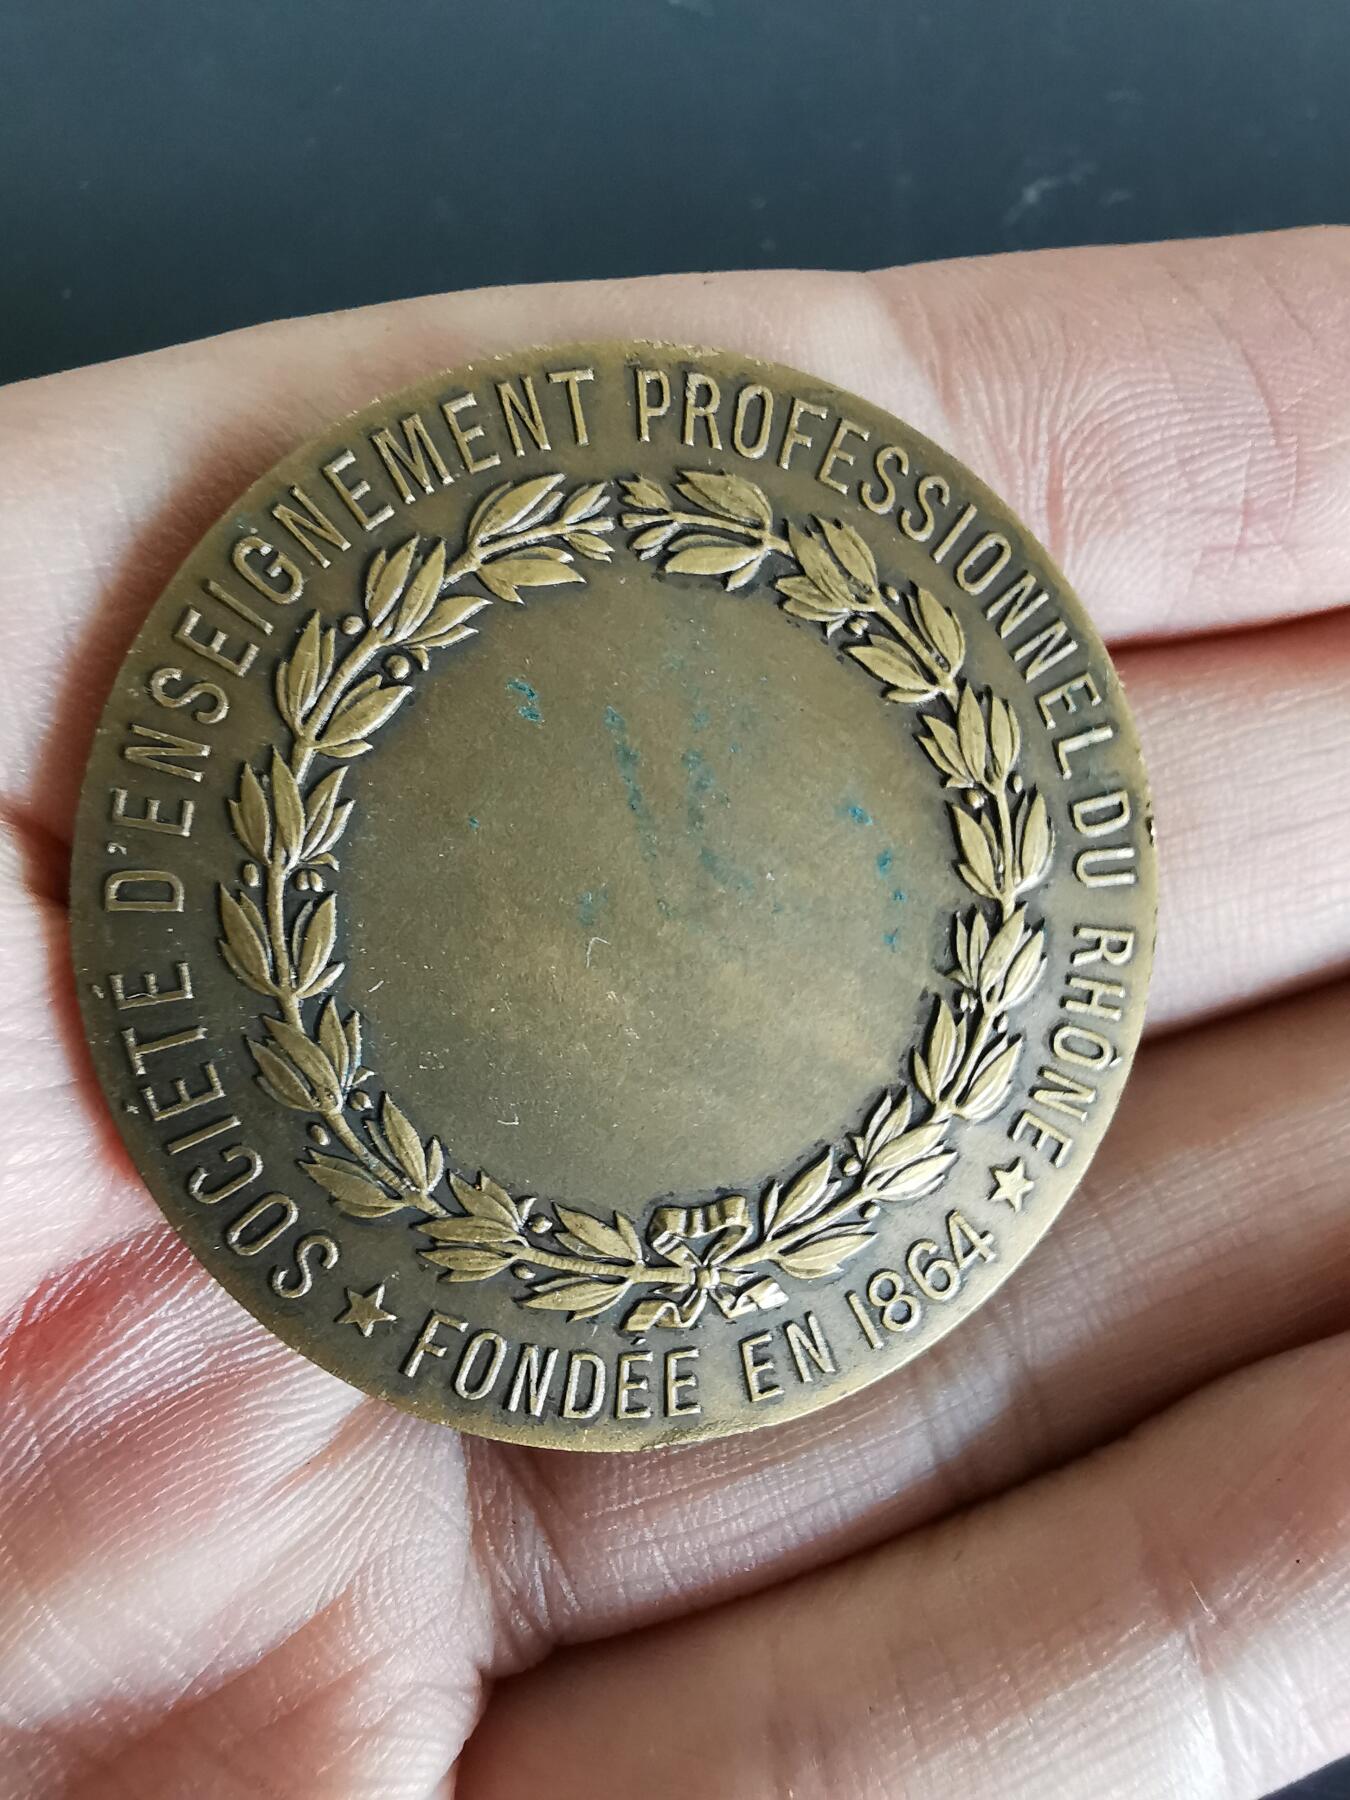 SOCIÉTÉ D'ENSEIGNEMENT PROFESSIONNEL DU RHÔNE
FONDÉE EN 1864